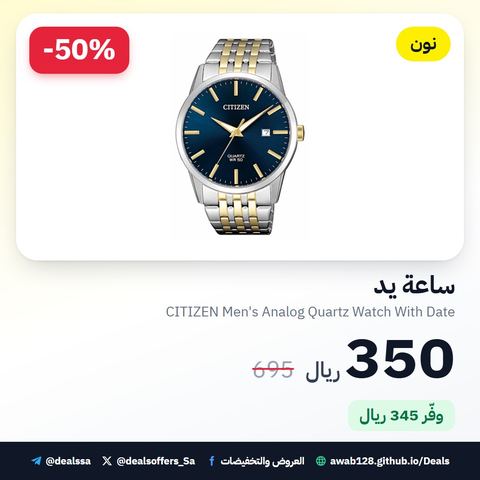 -50%
نون
CITIZEN
QUARTZ
WR 50
ساعة يد
CITIZEN Men's Analog Quartz Watch With Date
350 ريال 695
وفّر 345 ريال
@dealssa @dealsoffers_Sa العروض والتخفيضات awab128.github.io/Deals